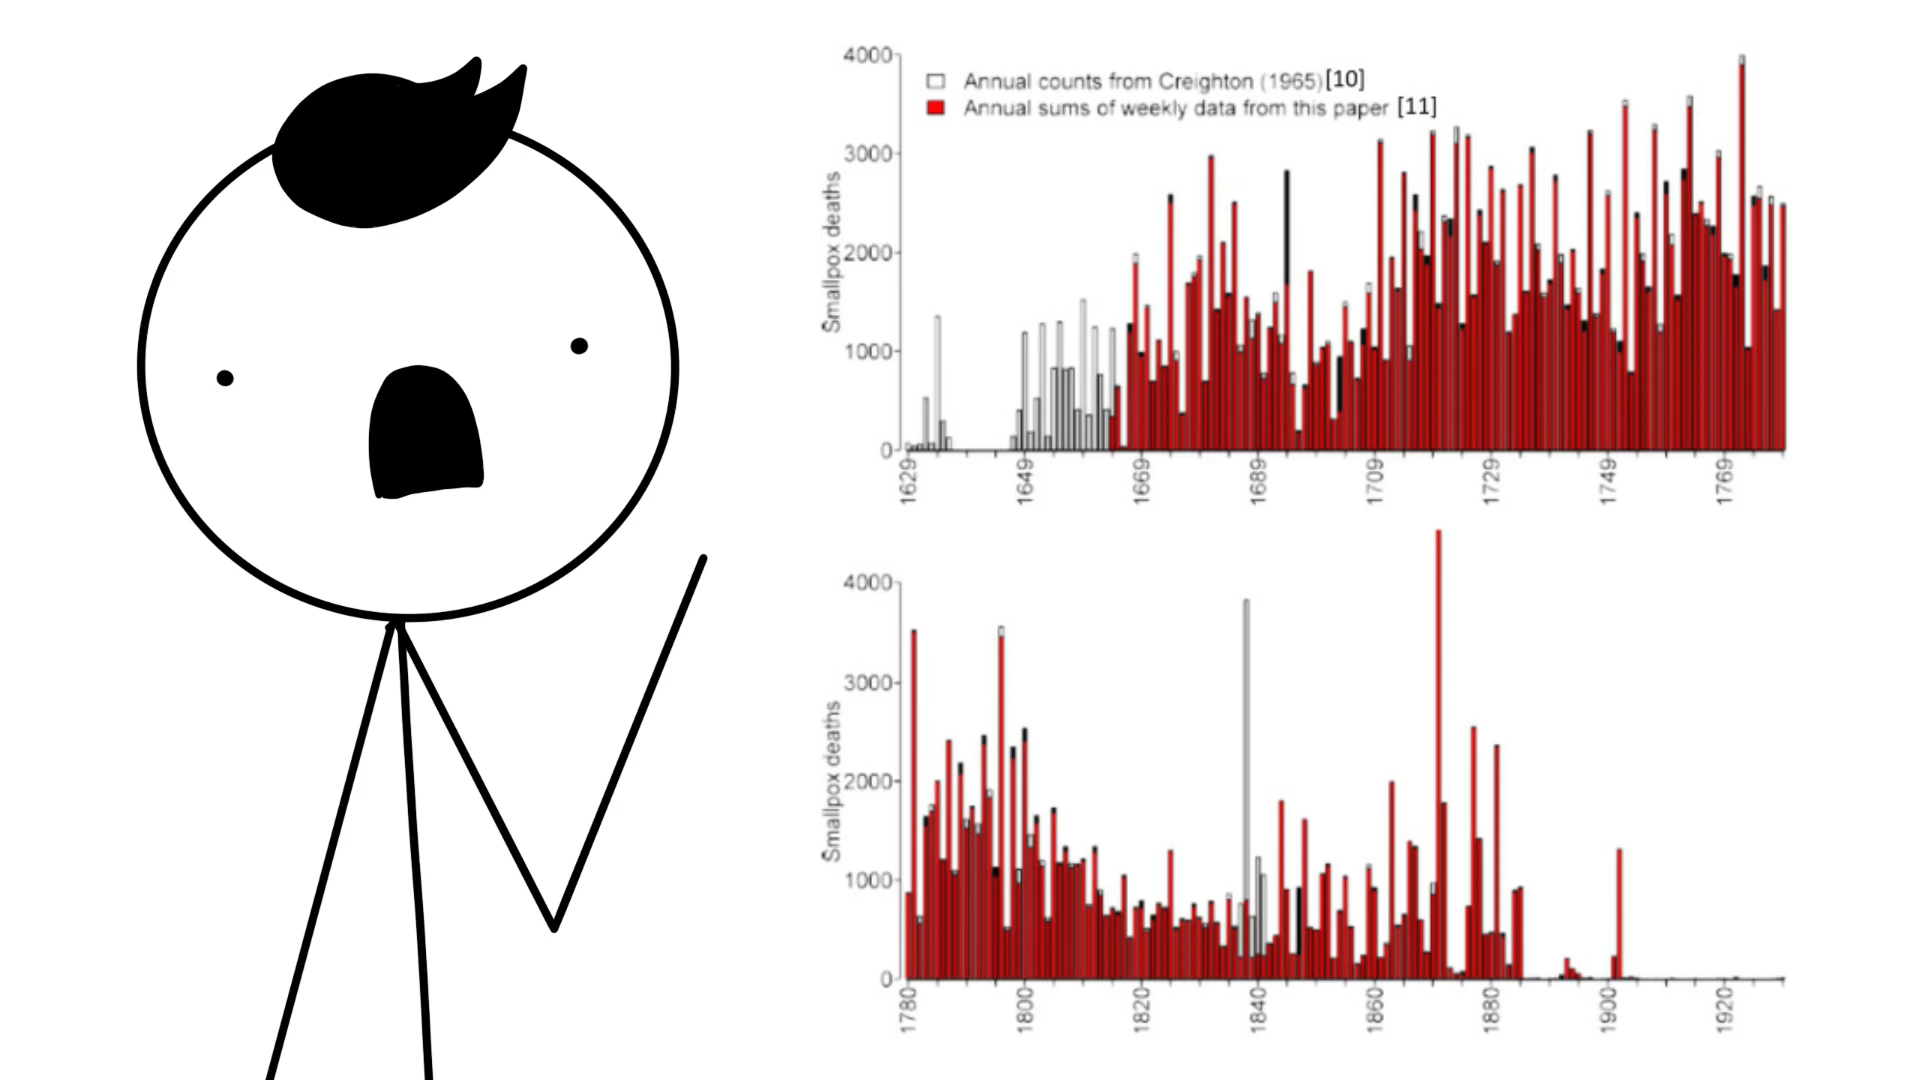 4000
Annual counts from Creighton (1965) [10]
Annual sums of weekly data from this paper [11]
3000
2000
1000
0
Smallpox deaths
1629 1649 1669 1689 1709 1729 1749 1769
4000
3000
2000
1000
0
Smallpox deaths
1780 1800 1820 1840 1860 1880 1900 1920